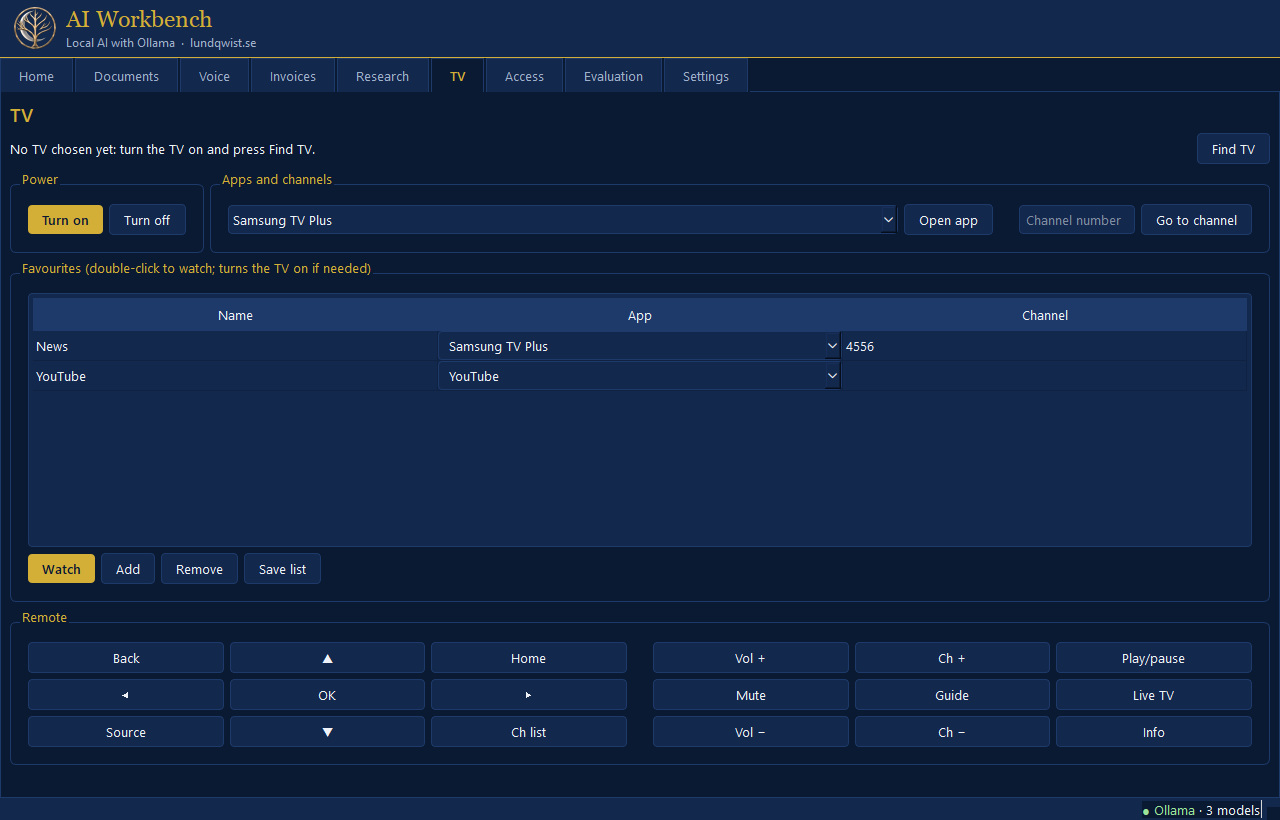 AI Workbench
Local AI with Ollama · lundqwist.se
Home Documents Voice Invoices Research TV Access Evaluation Settings
TV
No TV chosen yet: turn the TV on and press Find TV. Find TV
Power Apps and channels
Turn on Turn off Samsung TV Plus Open app Channel number Go to channel
Favourites (double-click to watch; turns the TV on if needed)
Name App Channel
News Samsung TV Plus 4556
YouTube YouTube
Watch Add Remove Save list
Remote
Back ▲ Home Vol + Ch + Play/pause
◂ OK ▸ Mute Guide Live TV
Source ▼ Ch list Vol − Ch − Info
● Ollama · 3 models